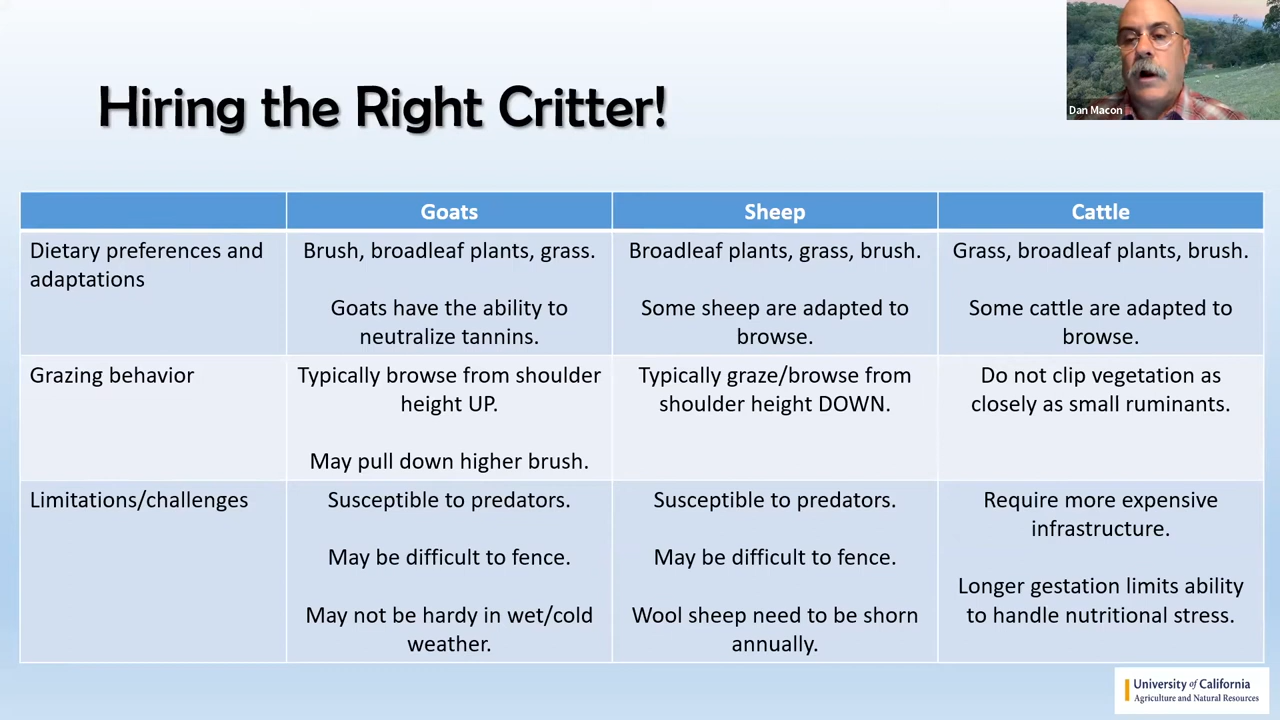 Hiring the Right Critter!
Dan Macon
Goats
Sheep
Cattle
Dietary preferences and
adaptations
Brush, broadleaf plants, grass.
Goats have the ability to
neutralize tannins.
Broadleaf plants, grass, brush.
Some sheep are adapted to
browse.
Grass, broadleaf plants, brush.
Some cattle are adapted to
browse.
Grazing behavior
Typically browse from shoulder
height UP.
May pull down higher brush.
Typically graze/browse from
shoulder height DOWN.
Do not clip vegetation as
closely as small ruminants.
Limitations/challenges
Susceptible to predators.
May be difficult to fence.
May not be hardy in wet/cold
weather.
Susceptible to predators.
May be difficult to fence.
Wool sheep need to be shorn
annually.
Require more expensive
infrastructure.
Longer gestation limits ability
to handle nutritional stress.
University of California
Agriculture and Natural Resources